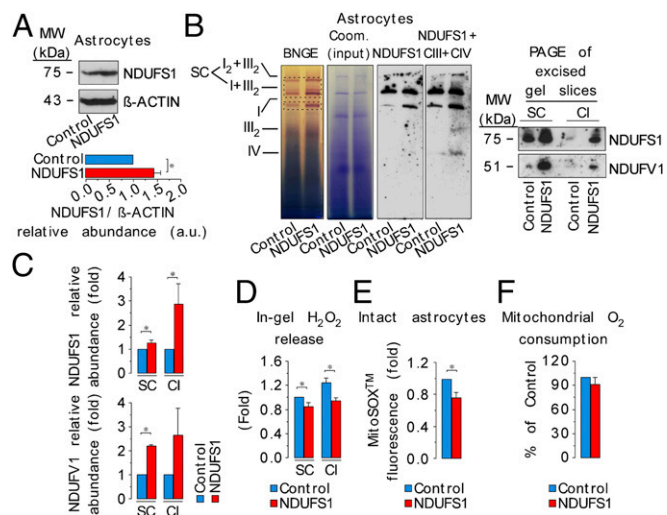 A
MW
(kDa)
Astrocytes
75
NDUFS1
43
ß-ACTIN
Control
NDUFS1
Control
NDUFS1
*
0.0
0.5
1.0
1.5
2.0
NDUFS1/ ß-ACTIN
relative abundance (a.u.)
B
Astrocytes
BNGE
Coom.
(input)
NDUFS1
NDUFS1+
CIII+CIV
SC
I₂+III₂
I+III₂
I
III₂
IV
Control
NDUFS1
Control
NDUFS1
Control
NDUFS1
Control
NDUFS1
PAGE of
excised
gel slices
MW
(kDa)
SC
CI
75
NDUFS1
51
NDUFV1
Control
NDUFS1
Control
NDUFS1
C
NDUFS1 relative
abundance (fold)
4
3
2
1
0
*
*
SC
CI
NDUFV1 relative
abundance (fold)
4
3
2
1
0
*
SC
CI
Control
NDUFS1
D
In-gel H₂O₂
release
(Fold)
1.6
1.2
0.8
0.4
0
*
*
SC
CI
Control
NDUFS1
E
Intact astrocytes
MitoSOX™
fluorescence (fold)
1.2
0.9
0.6
0.3
0
*
Control
NDUFS1
F
Mitochondrial O₂
consumption
% of Control
120
100
80
60
40
20
0
Control
NDUFS1